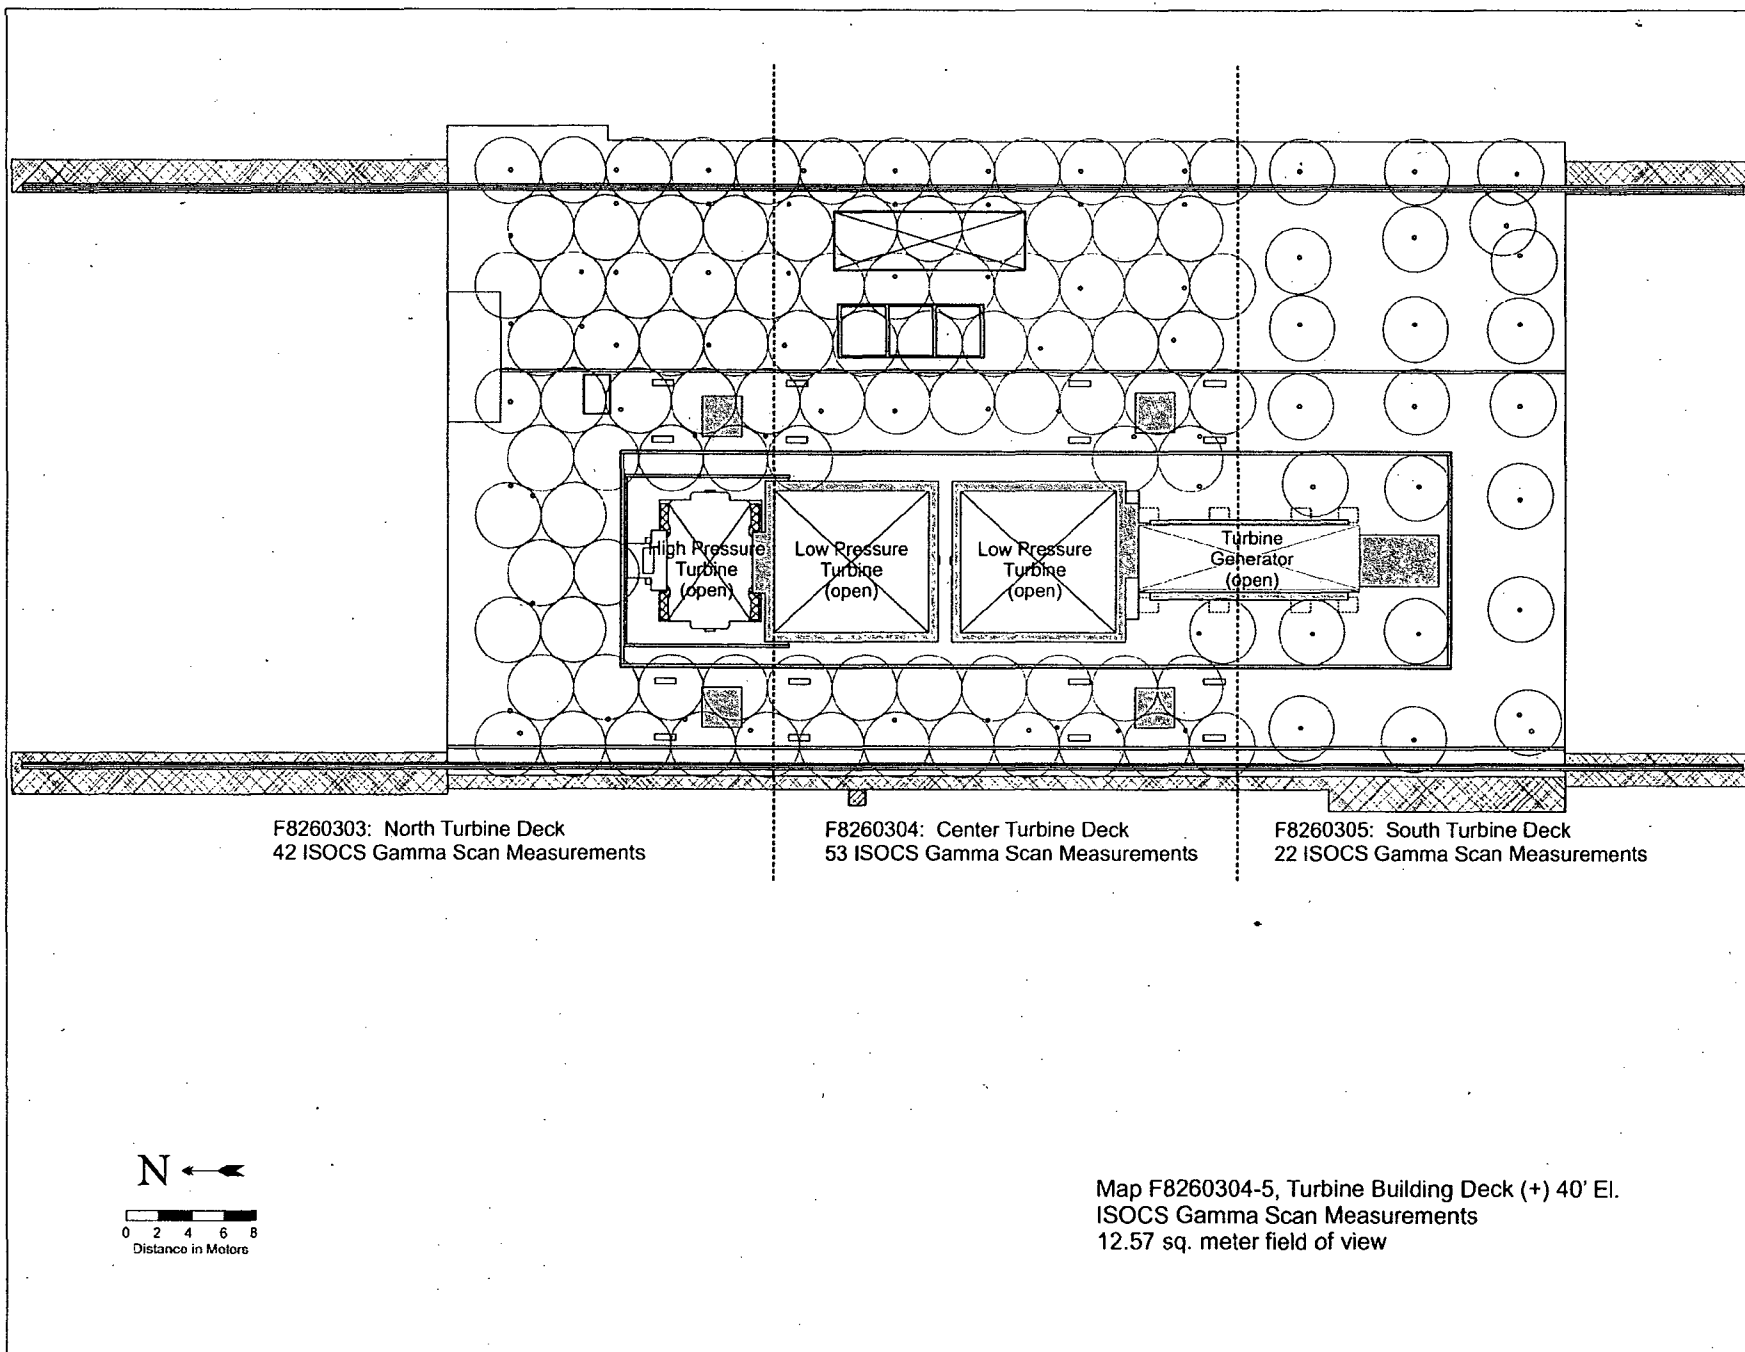 High Pressure
Turbine
(open)
Low Pressure
Turbine
(open)
Low Pressure
Turbine
(open)
Turbine
Generator
(open)
F8260303: North Turbine Deck
42 ISOCS Gamma Scan Measurements
F8260304: Center Turbine Deck
53 ISOCS Gamma Scan Measurements
F8260305: South Turbine Deck
22 ISOCS Gamma Scan Measurements
N
0 2 4 6 8
Distance in Meters
Map F8260304-5, Turbine Building Deck (+) 40' El.
ISOCS Gamma Scan Measurements
12.57 sq. meter field of view